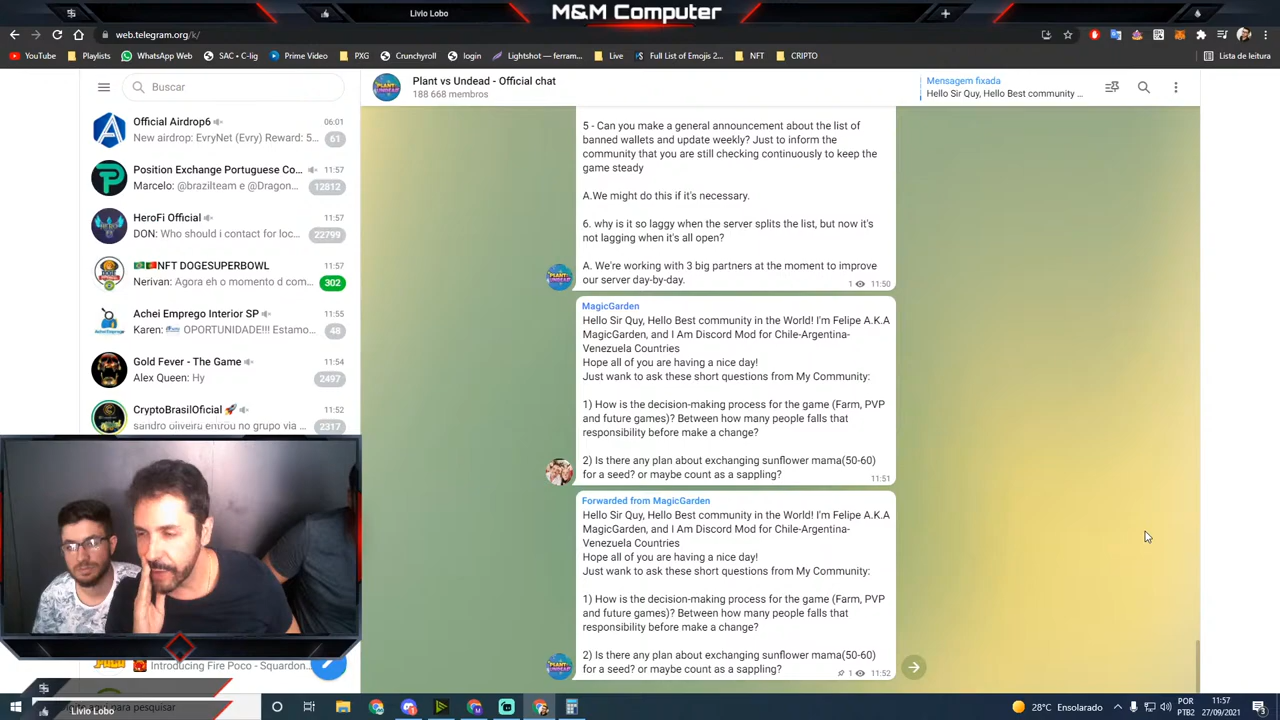 Livio Lobo
M&M Computer
web.telegram.org/k/
YouTube
Playlists
WhatsApp Web
SAC • C-lig
Prime Video
PXG
Crunchyroll
login
Lightshot — ferram...
Live
Full List of Emojis 2...
NFT
CRIPTO
Lista de leitura
Buscar
Plant vs Undead - Official chat
188 668 membros
Mensagem fixada
Hello Sir Quy, Hello Best community ...
Official Airdrop6
06:01
New airdrop: EvryNet (Evry) Reward: 5...
61
Position Exchange Portuguese Co...
11:57
Marcelo: @brazilteam e @Dragon...
12812
HeroFi Official
11:57
DON: Who should i contact for loc...
22799
NFT DOGESUPERBOWL
11:57
Nerivan: Agora eh o momento d com...
302
Achei Emprego Interior SP
11:55
Karen: OPORTUNIDADE!!! Estamo...
48
Gold Fever - The Game
11:54
Alex Queen: Hy
2497
CryptoBrasilOficial
11:52
sandro oliveira entrou no grupo via ...
2317
Introducing Fire Poco - Squardon...
5 - Can you make a general announcement about the list of
banned wallets and update weekly? Just to inform the
community that you are still checking continuously to keep the
game steady
A.We might do this if it's necessary.
6. why is it so laggy when the server splits the list, but now it's
not lagging when it's all open?
A. We're working with 3 big partners at the moment to improve
our server day-by-day.
1 11:50
MagicGarden
Hello Sir Quy, Hello Best community in the World! I'm Felipe A.K.A
MagicGarden, and I Am Discord Mod for Chile-Argentina-
Venezuela Countries
Hope all of you are having a nice day!
Just wank to ask these short questions from My Community:
1) How is the decision-making process for the game (Farm, PVP
and future games)? Between how many people falls that
responsibility before make a change?
2) Is there any plan about exchanging sunflower mama(50-60)
for a seed? or maybe count as a sappling?
11:51
Forwarded from MagicGarden
Hello Sir Quy, Hello Best community in the World! I'm Felipe A.K.A
MagicGarden, and I Am Discord Mod for Chile-Argentina-
Venezuela Countries
Hope all of you are having a nice day!
Just wank to ask these short questions from My Community:
1) How is the decision-making process for the game (Farm, PVP
and future games)? Between how many people falls that
responsibility before make a change?
2) Is there any plan about exchanging sunflower mama(50-60)
for a seed? or maybe count as a sappling?
1 11:52
Livio Lobo
aqui para pesquisar
28°C Ensolarado
POR
PTB2
11:57
27/09/2021